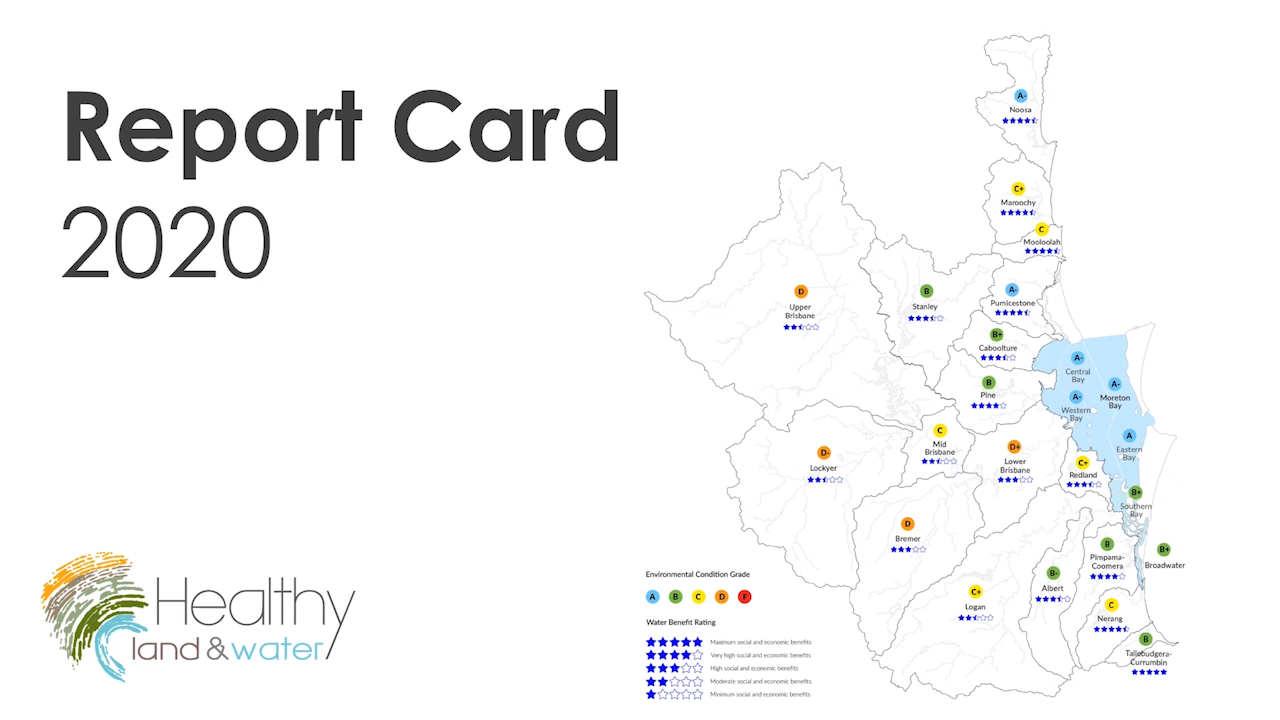 Report Card
2020
Healthy
land & water
A-
Noosa
C+
Maroochy
C
Mooloolah
D
Upper
Brisbane
B
Stanley
A-
Pumicestone
B+
Caboolture
B
Pine
A-
Central
Bay
A-
Moreton
Bay
A-
Western
Bay
A
Eastern
Bay
C
Mid
Brisbane
D-
Lockyer
D+
Lower
Brisbane
C+
Redland
B+
Southern
Bay
D
Bremer
B
Pimpama-
Coomera
B+
Broadwater
B-
Albert
C+
Logan
C
Nerang
B
Tallebudgera-
Currumbin
Environmental Condition Grade
A B C D F
Water Benefit Rating
Maximum social and economic benefits
Very high social and economic benefits
High social and economic benefits
Moderate social and economic benefits
Minimum social and economic benefits